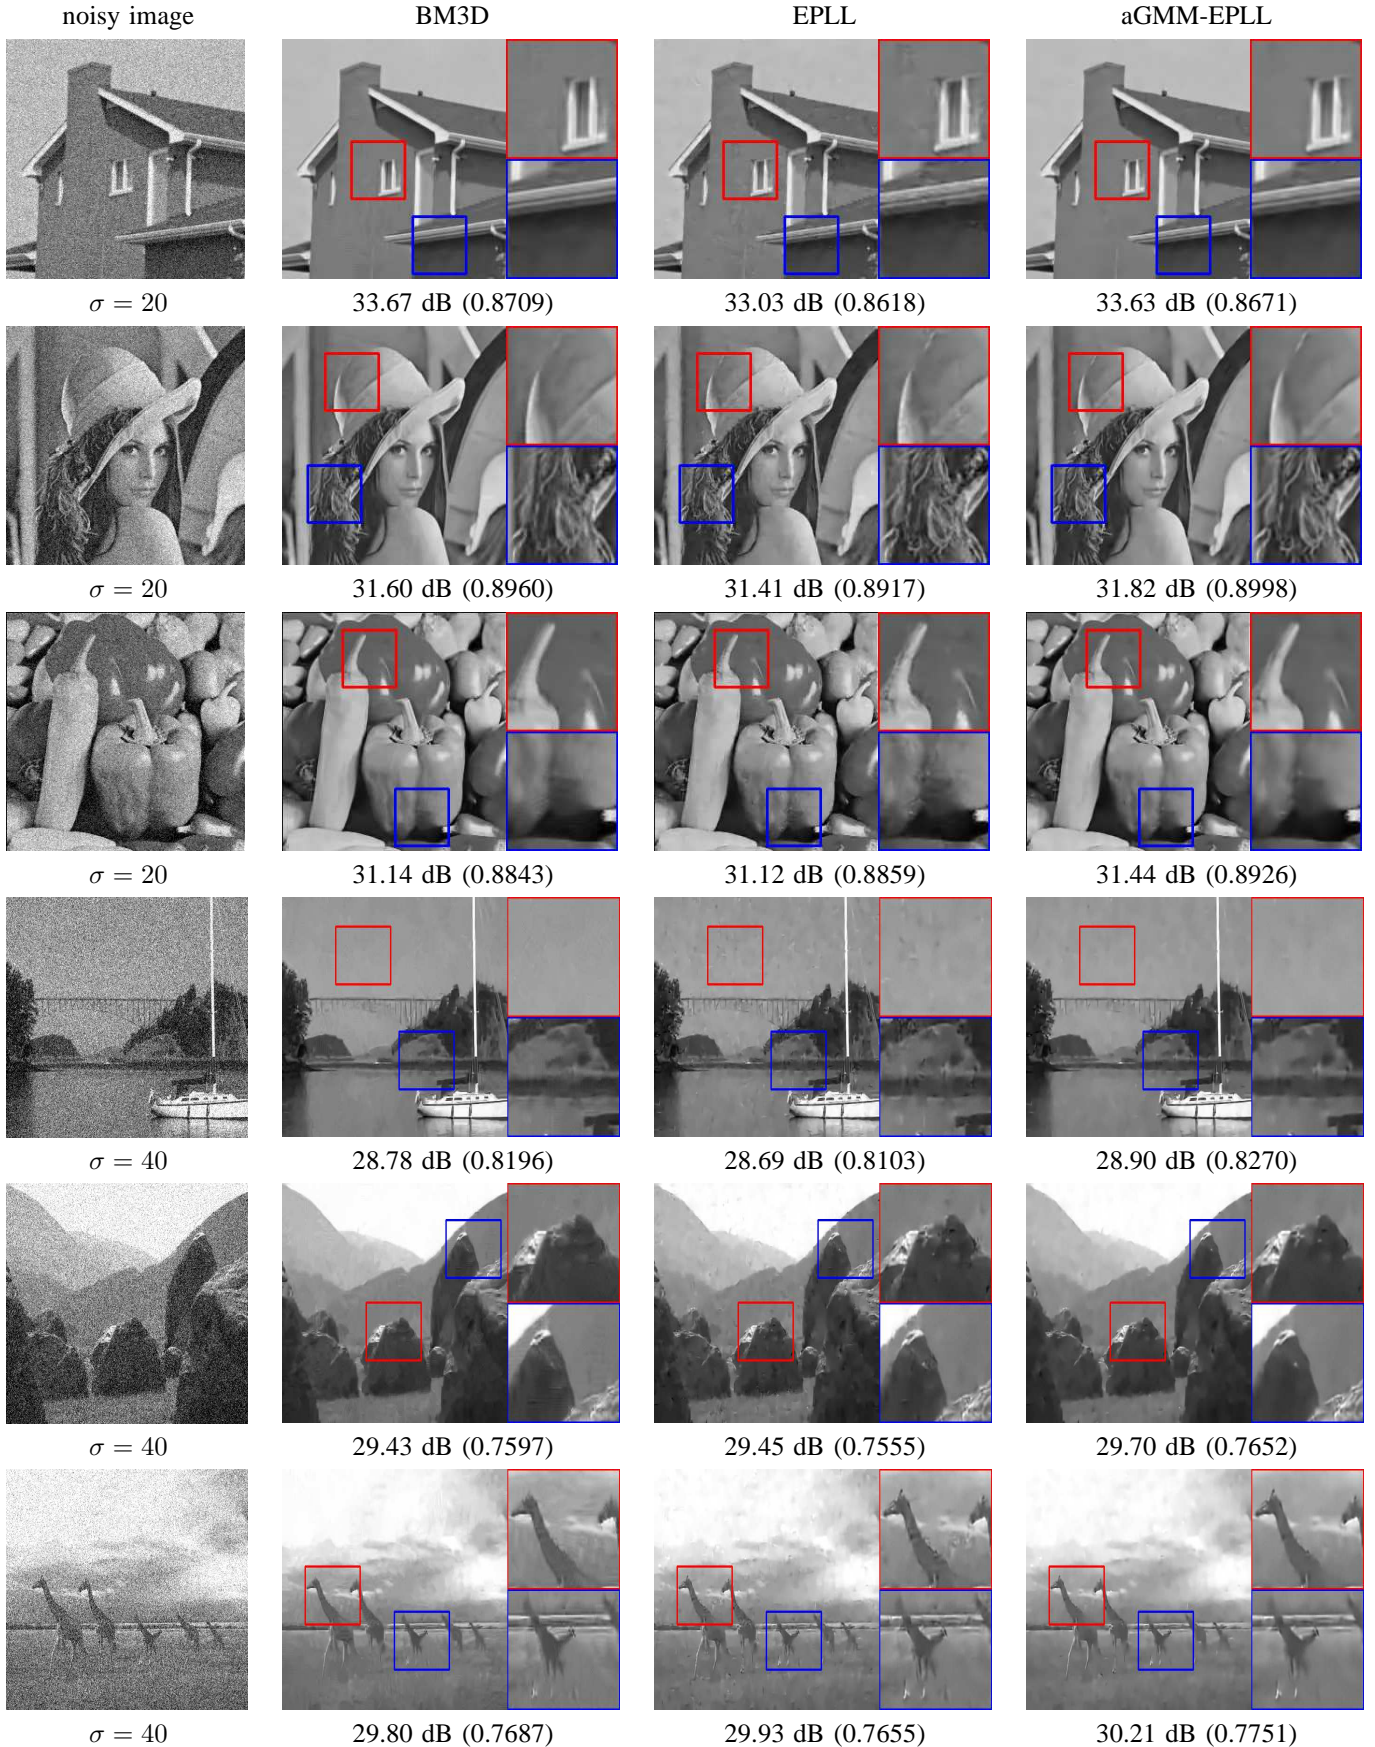 noisy image BM3D EPLL aGMM-EPLL
σ = 20 33.67 dB (0.8709) 33.03 dB (0.8618) 33.63 dB (0.8671)
σ = 20 31.60 dB (0.8960) 31.41 dB (0.8917) 31.82 dB (0.8998)
σ = 20 31.14 dB (0.8843) 31.12 dB (0.8859) 31.44 dB (0.8926)
σ = 40 28.78 dB (0.8196) 28.69 dB (0.8103) 28.90 dB (0.8270)
σ = 40 29.43 dB (0.7597) 29.45 dB (0.7555) 29.70 dB (0.7652)
σ = 40 29.80 dB (0.7687) 29.93 dB (0.7655) 30.21 dB (0.7751)